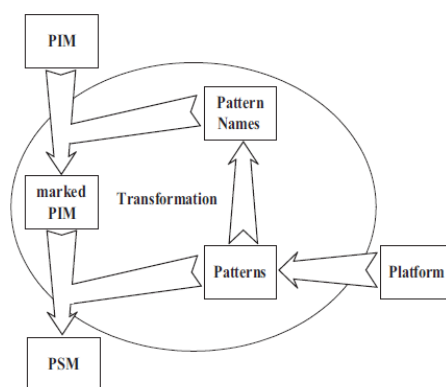 PIM
Pattern
Names
marked
PIM
Transformation
Patterns
Platform
PSM